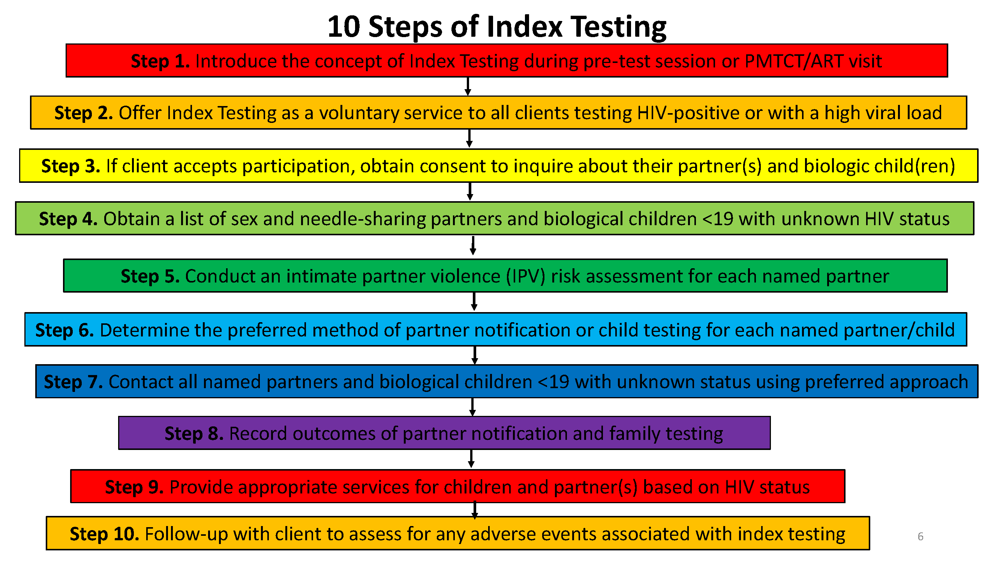 10 Steps of Index Testing
Step 1. Introduce the concept of Index Testing during pre-test session or PMTCT/ART visit
Step 2. Offer Index Testing as a voluntary service to all clients testing HIV-positive or with a high viral load
Step 3. If client accepts participation, obtain consent to inquire about their partner(s) and biologic child(ren)
Step 4. Obtain a list of sex and needle-sharing partners and biological children <19 with unknown HIV status
Step 5. Conduct an intimate partner violence (IPV) risk assessment for each named partner
Step 6. Determine the preferred method of partner notification or child testing for each named partner/child
Step 7. Contact all named partners and biological children <19 with unknown status using preferred approach
Step 8. Record outcomes of partner notification and family testing
Step 9. Provide appropriate services for children and partner(s) based on HIV status
Step 10. Follow-up with client to assess for any adverse events associated with index testing
6